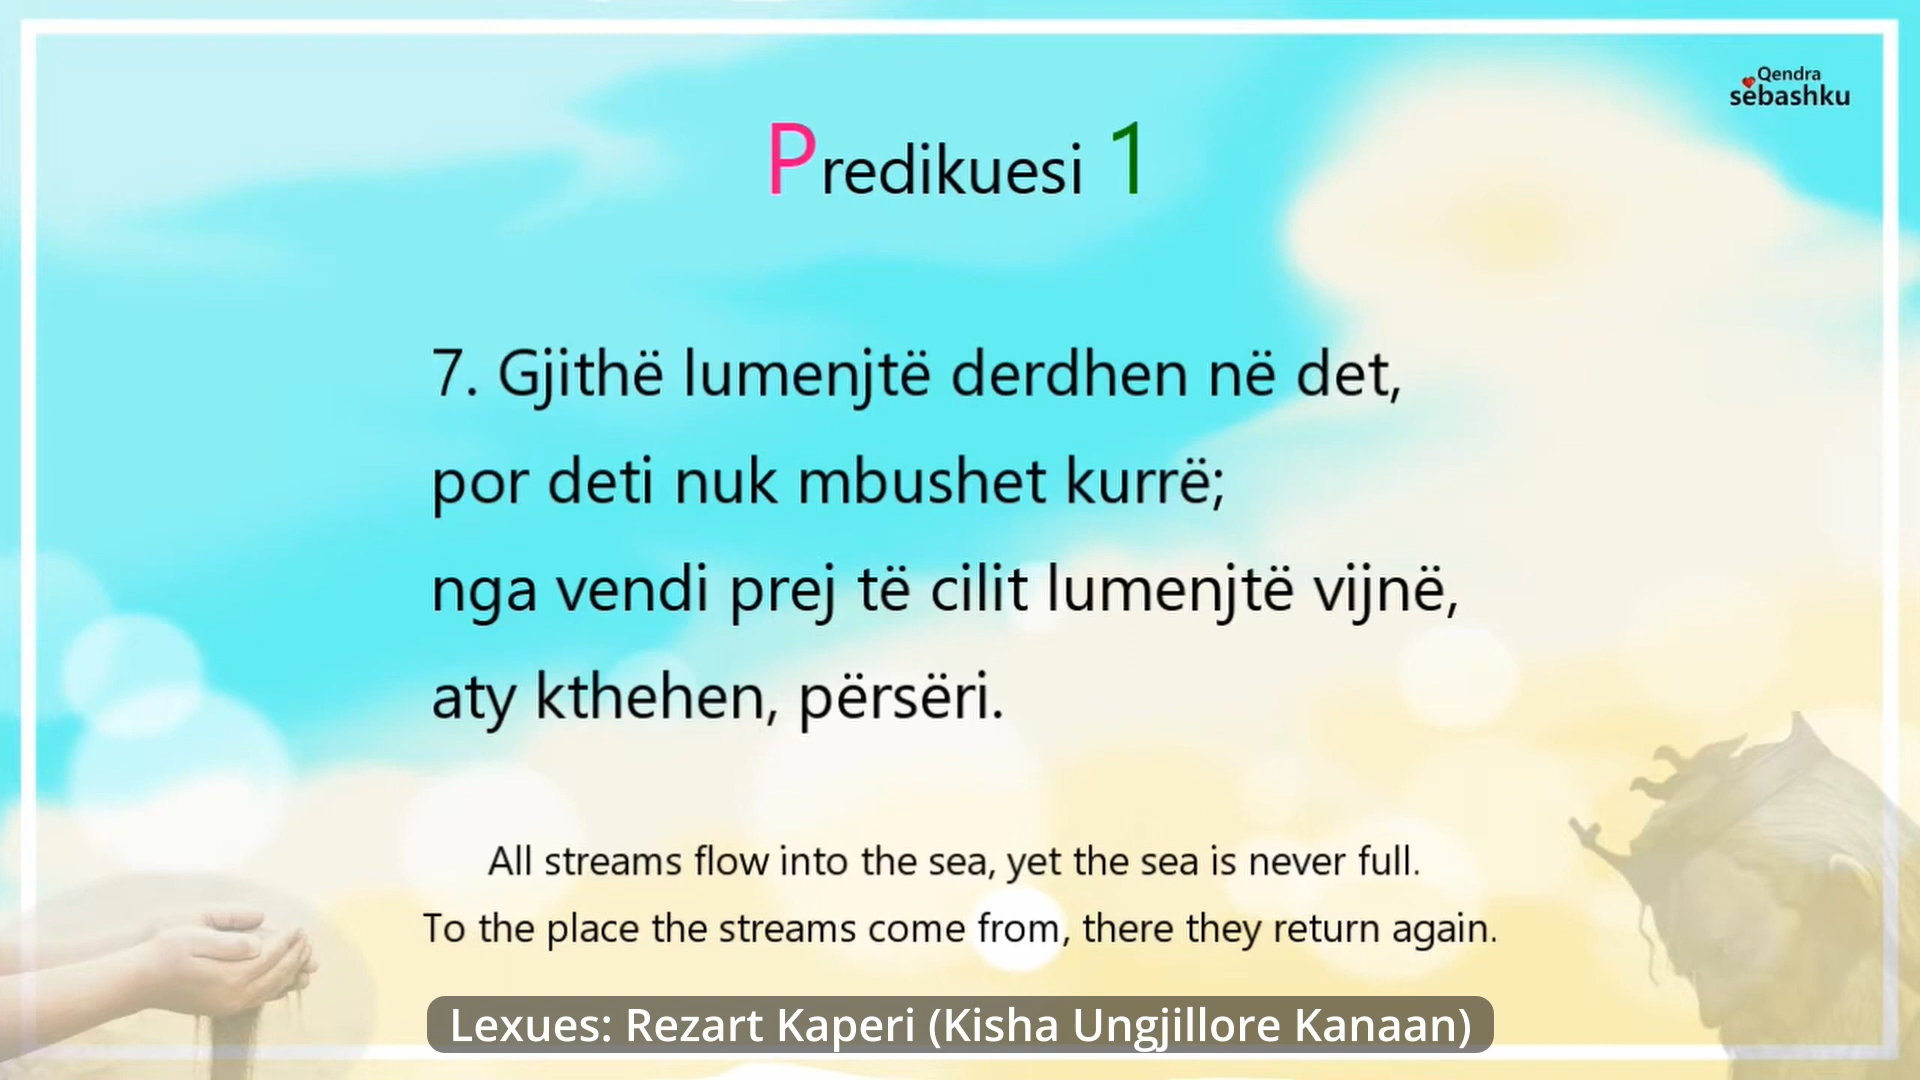 Qendra
sebashku
Predikuesi 1
7. Gjithë lumenjtë derdhen në det,
por deti nuk mbushet kurrë;
nga vendi prej të cilit lumenjtë vijnë,
aty kthehen, përsëri.
All streams flow into the sea, yet the sea is never full.
To the place the streams come from, there they return again.
Lexues: Rezart Kaperi (Kisha Ungjillore Kanaan)